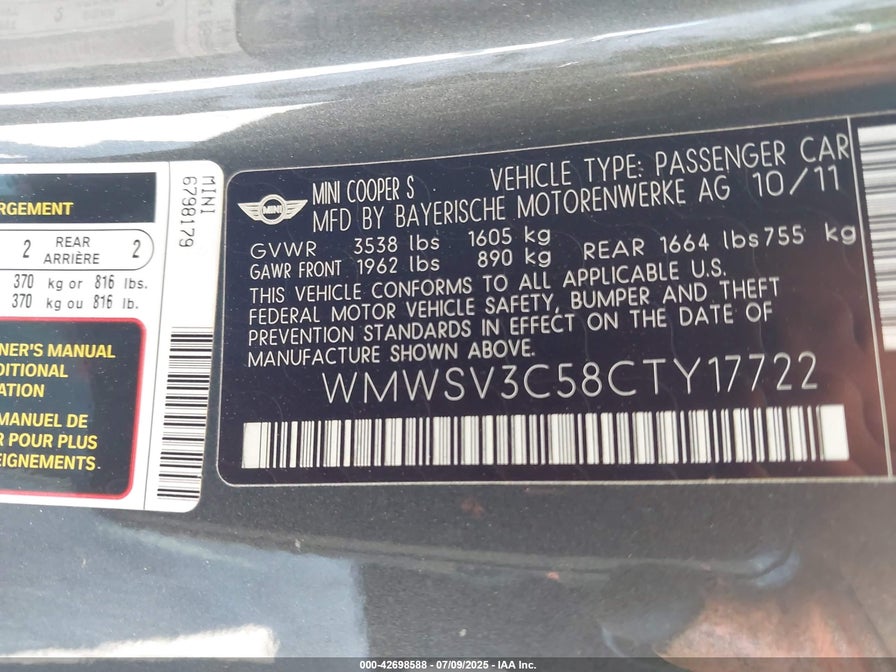 RGEMENT
2 REAR ARRIÈRE 2
370 kg or 816 lbs.
370 kg ou 816 lb.
NER'S MANUAL
DITIONAL
ATION
MANUEL DE
R POUR PLUS
EIGNEMENTS.
MINI
6798179
MINI
MINI COOPER S VEHICLE TYPE: PASSENGER CAR
MFD BY BAYERISCHE MOTORENWERKE AG 10/11
GVWR 3538 lbs 1605 kg
GAWR FRONT 1962 lbs 890 kg REAR 1664 lbs 755 kg
THIS VEHICLE CONFORMS TO ALL APPLICABLE U.S.
FEDERAL MOTOR VEHICLE SAFETY, BUMPER AND THEFT
PREVENTION STANDARDS IN EFFECT ON THE DATE OF
MANUFACTURE SHOWN ABOVE.
WMWSV3C58CTY17722
000-42698588 - 07/09/2025 - IAA Inc.